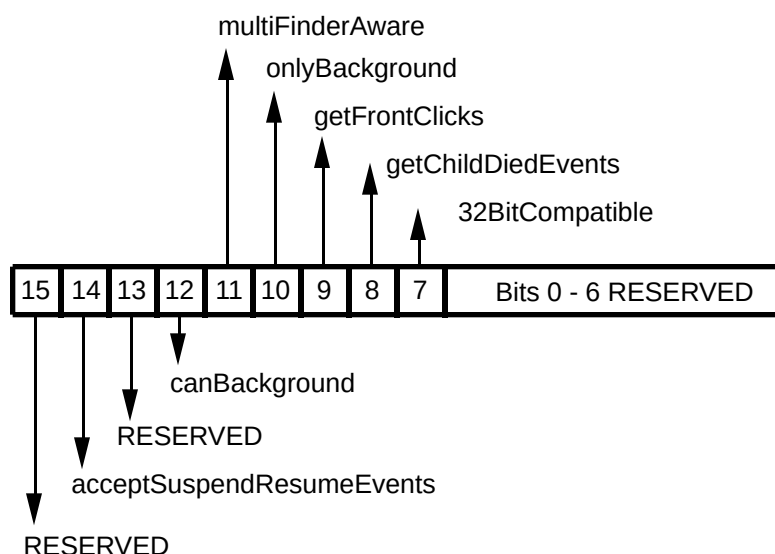 multiFinderAware
onlyBackground
getFrontClicks
getChildDiedEvents
32BitCompatible
15 14 13 12 11 10 9 8 7 Bits 0 - 6 RESERVED
canBackground
RESERVED
acceptSuspendResumeEvents
RESERVED